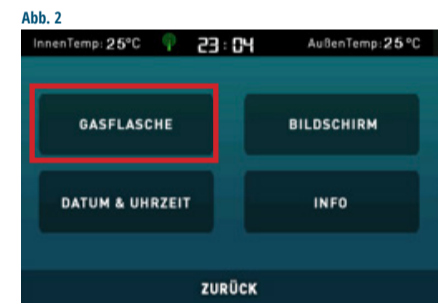 Abb. 2
InnenTemp: 25°C 23:04 AußenTemp: 25°C
GASFLASCHE BILDSCHIRM
DATUM & UHRZEIT INFO
ZURÜCK